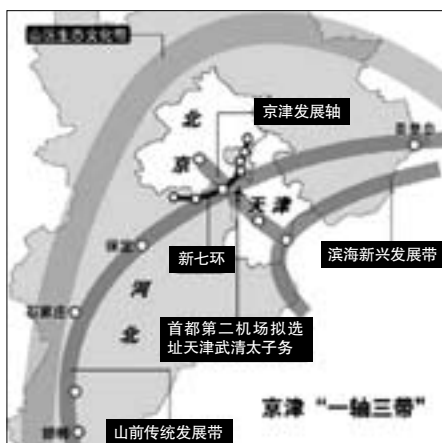 山区生态文化带
京津发展轴
北
京
秦皇岛
天津
新七环
滨海新兴发展带
保定
河
北
石家庄
首都第二机场拟选
址天津武清太子务
京津“一轴三带”
山前传统发展带
邯郸